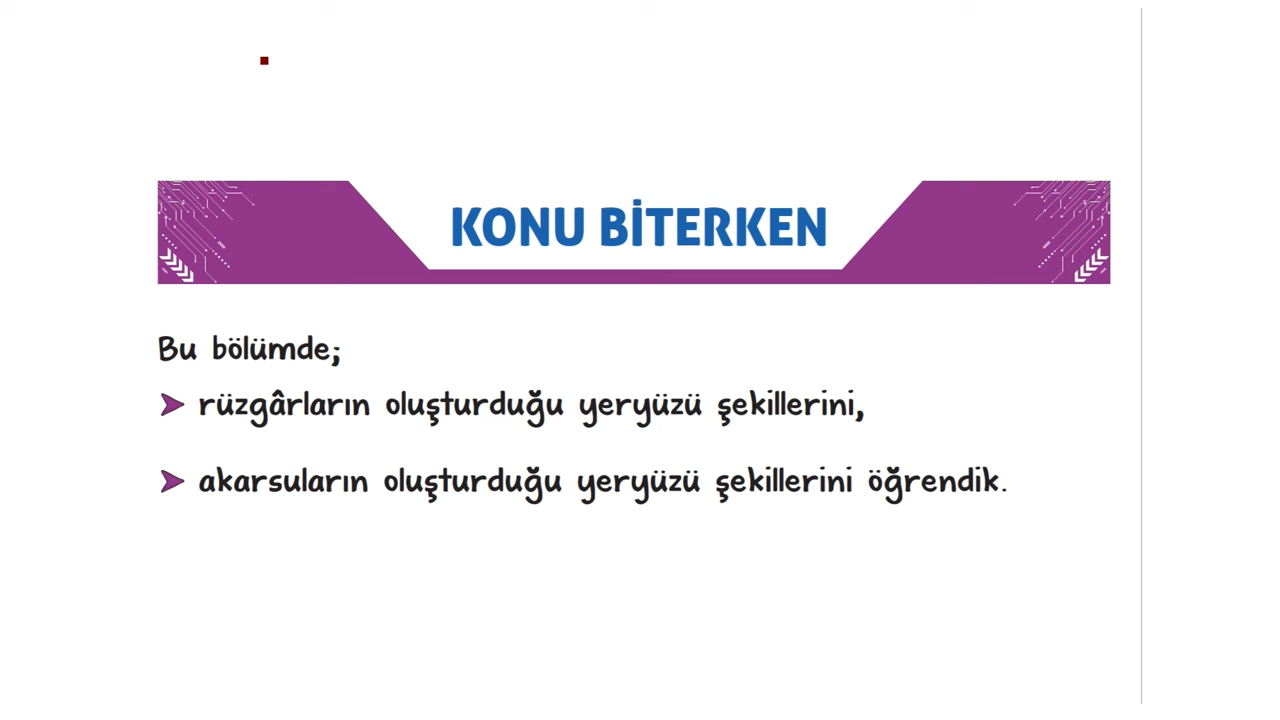 KONU BİTERKEN
Bu bölümde;
rüzgârların oluşturduğu yeryüzü şekillerini,
akarsuların oluşturduğu yeryüzü şekillerini öğrendik.